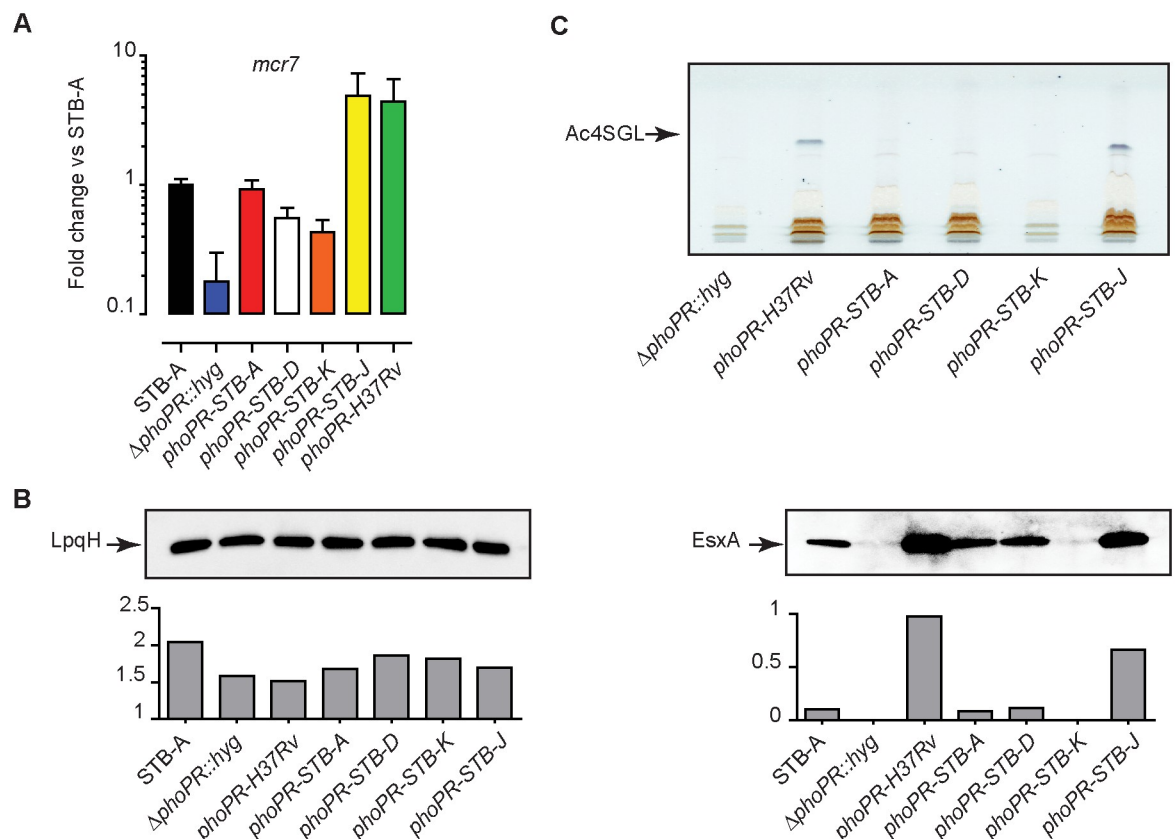 A
mcr7
Fold change vs STB-A
10
1
0.1
STB-A
ΔphoPR::hyg
phoPR-STB-A
phoPR-STB-D
phoPR-STB-K
phoPR-STB-J
phoPR-H37Rv
C
Ac4SGL
ΔphoPR::hyg
phoPR-H37Rv
phoPR-STB-A
phoPR-STB-D
phoPR-STB-K
phoPR-STB-J
B
LpqH
2.5
2
1.5
1
STB-A
ΔphoPR::hyg
phoPR-H37Rv
phoPR-STB-A
phoPR-STB-D
phoPR-STB-K
phoPR-STB-J
EsxA
1
0.5
0
STB-A
ΔphoPR::hyg
phoPR-H37Rv
phoPR-STB-A
phoPR-STB-D
phoPR-STB-K
phoPR-STB-J